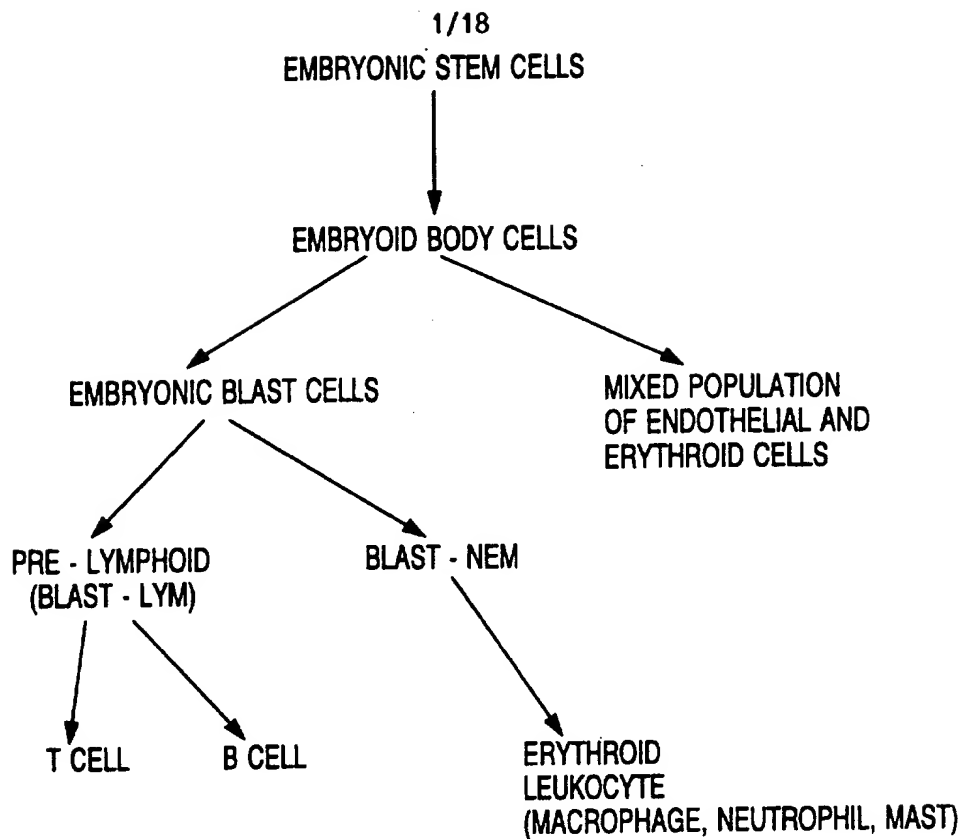 1/18
EMBRYONIC STEM CELLS
EMBRYOID BODY CELLS
EMBRYONIC BLAST CELLS
MIXED POPULATION
OF ENDOTHELIAL AND
ERYTHROID CELLS
PRE - LYMPHOID
(BLAST - LYM)
BLAST - NEM
T CELL
B CELL
ERYTHROID
LEUKOCYTE
(MACROPHAGE, NEUTROPHIL, MAST)